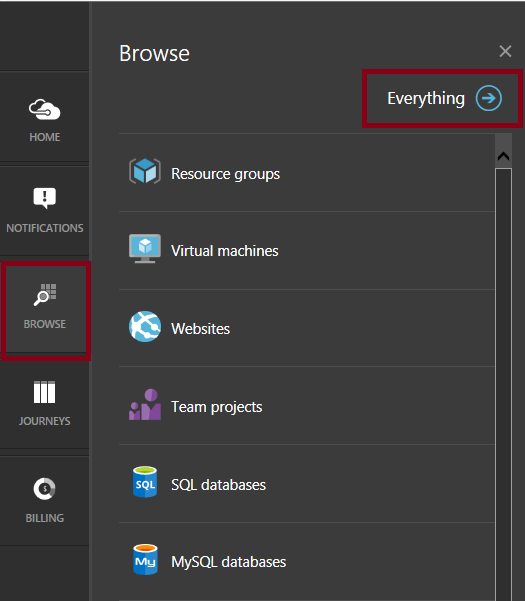 Browse
Everything
HOME
NOTIFICATIONS
BROWSE
JOURNEYS
BILLING
Resource groups
Virtual machines
Websites
Team projects
SQL
SQL databases
My
MySQL databases